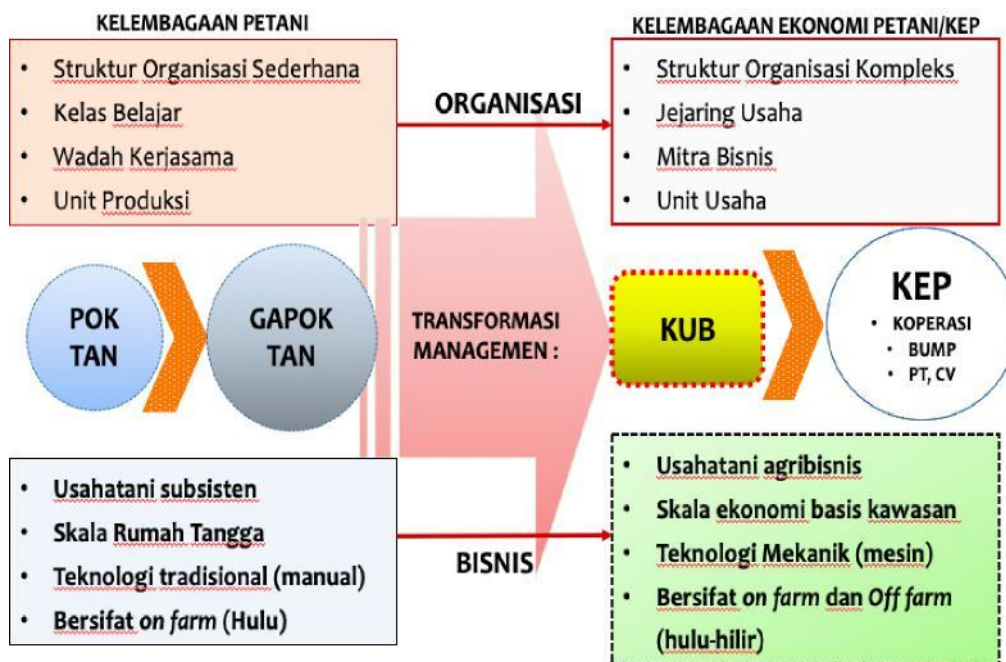 KELEMBAGAAN PETANI
• Struktur Organisasi Sederhana
• Kelas Belajar
• Wadah Kerjasama
• Unit Produksi
ORGANISASI
KELEMBAGAAN EKONOMI PETANI/KEP
• Struktur Organisasi Kompleks
• Jejaring Usaha
• Mitra Bisnis
• Unit Usaha
POK
TAN
GAPOK
TAN
TRANSFORMASI
MANAGEMEN :
KUB
KEP
• KOPERASI
• BUMP
• PT, CV
• Usahatani subsisten
• Skala Rumah Tangga
• Teknologi tradisional (manual)
• Bersifat on farm (Hulu)
BISNIS
• Usahatani agribisnis
• Skala ekonomi basis kawasan
• Teknologi Mekanik (mesin)
• Bersifat on farm dan Off farm
(hulu-hilir)